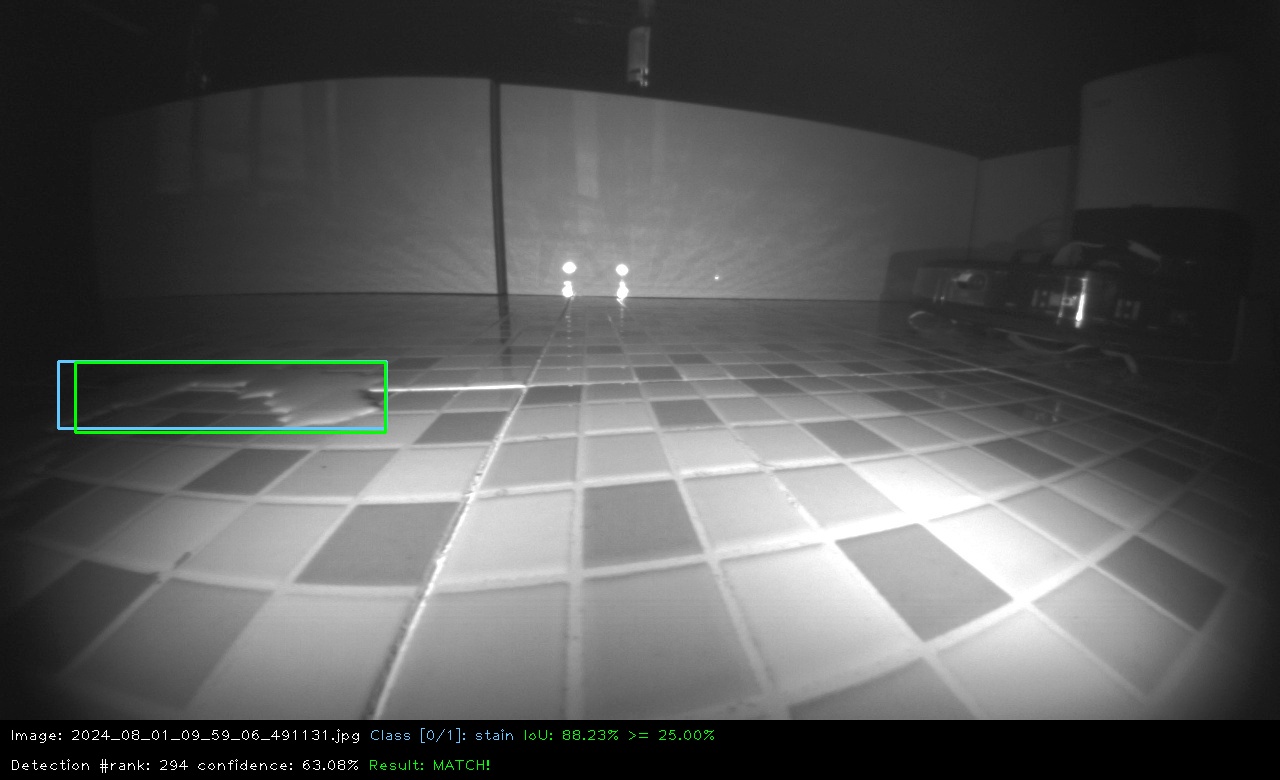 Image: 2024_08_01_09_59_06_491131.jpg Class [0/1]: stain IoU: 88.23% >= 25.00%
Detection #rank: 294 confidence: 63.08% Result: MATCH!